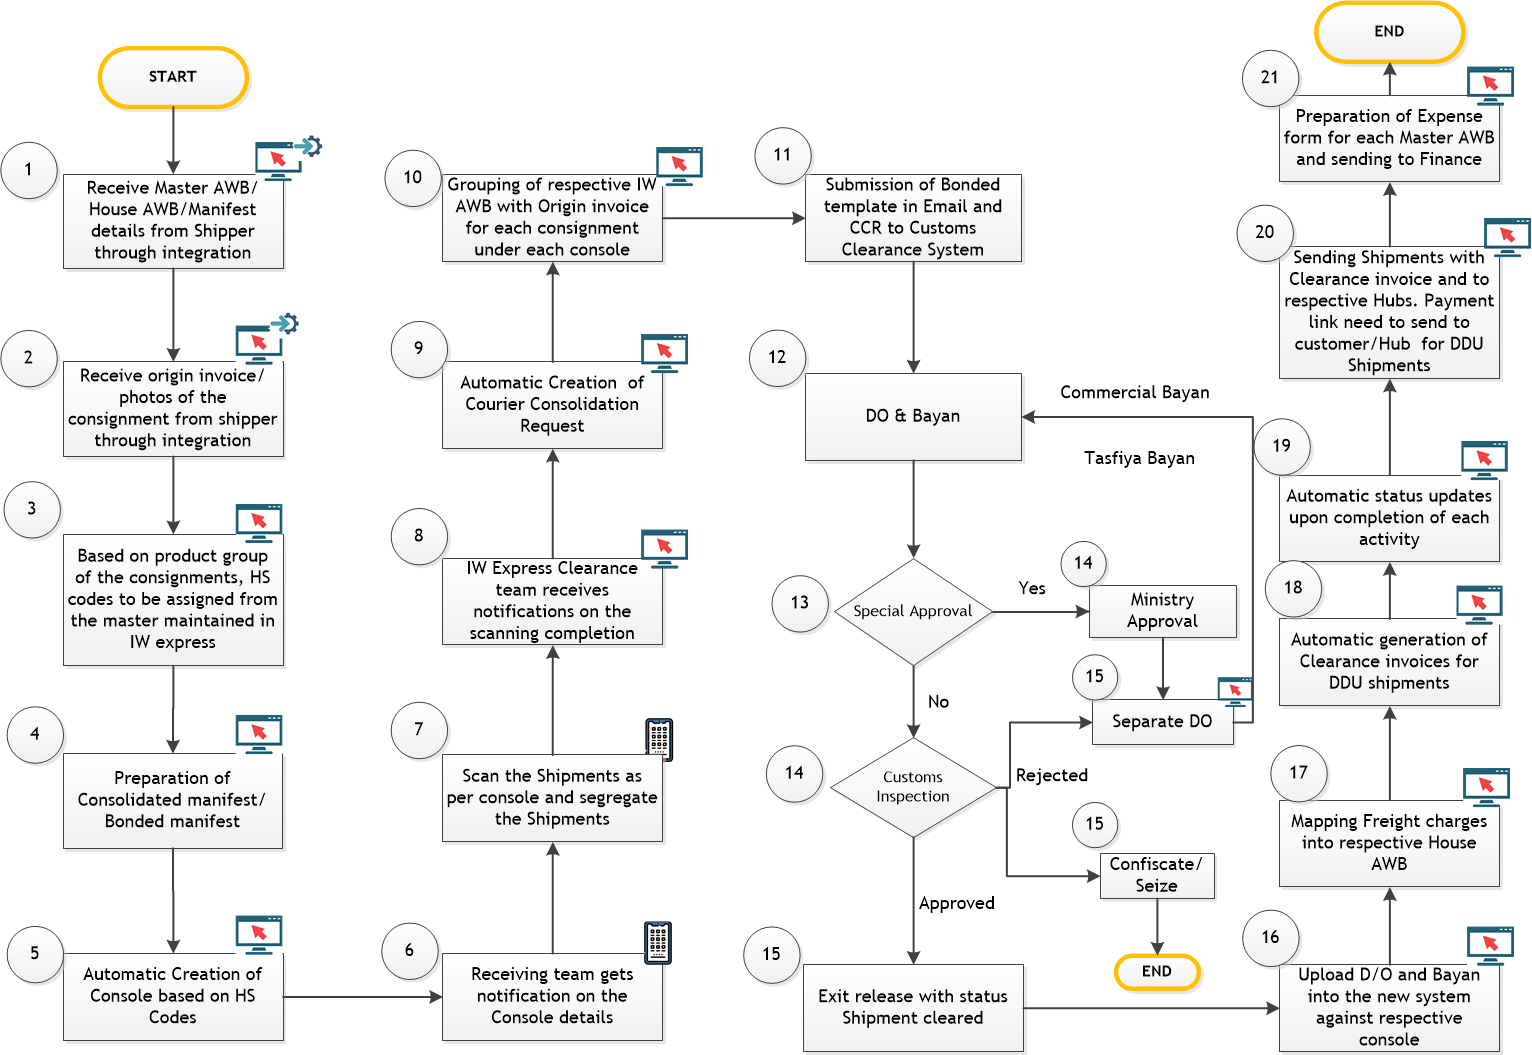 START
1
Receive Master AWB/
House AWB/Manifest
details from Shipper
through integration
2
Receive origin invoice/
photos of the
consignment from shipper
through integration
3
Based on product group
of the consignments, HS
codes to be assigned from
the master maintained in
IW express
4
Preparation of
Consolidated manifest/
Bonded manifest
5
Automatic Creation of
Console based on HS
Codes
6
Receiving team gets
notification on the
Console details
7
Scan the Shipments as
per console and segregate
the Shipments
8
IW Express Clearance
team receives
notifications on the
scanning completion
9
Automatic Creation of
Courier Consolidation
Request
10
Grouping of respective IW
AWB with Origin invoice
for each consignment
under each console
11
Submission of Bonded
template in Email and
CCR to Customs
Clearance System
12
DO & Bayan
Commercial Bayan
Tasfiya Bayan
13
Special Approval
Yes
14
Ministry
Approval
15
Separate DO
No
14
Customs
Inspection
Rejected
15
Confiscate/
Seize
END
Approved
15
Exit release with status
Shipment cleared
16
Upload D/O and Bayan
into the new system
against respective
console
17
Mapping Freight charges
into respective House
AWB
18
Automatic generation of
Clearance invoices for
DDU shipments
19
Automatic status updates
upon completion of each
activity
20
Sending Shipments with
Clearance invoice and to
respective Hubs. Payment
link need to send to
customer/Hub for DDU
Shipments
21
Preparation of Expense
form for each Master AWB
and sending to Finance
END